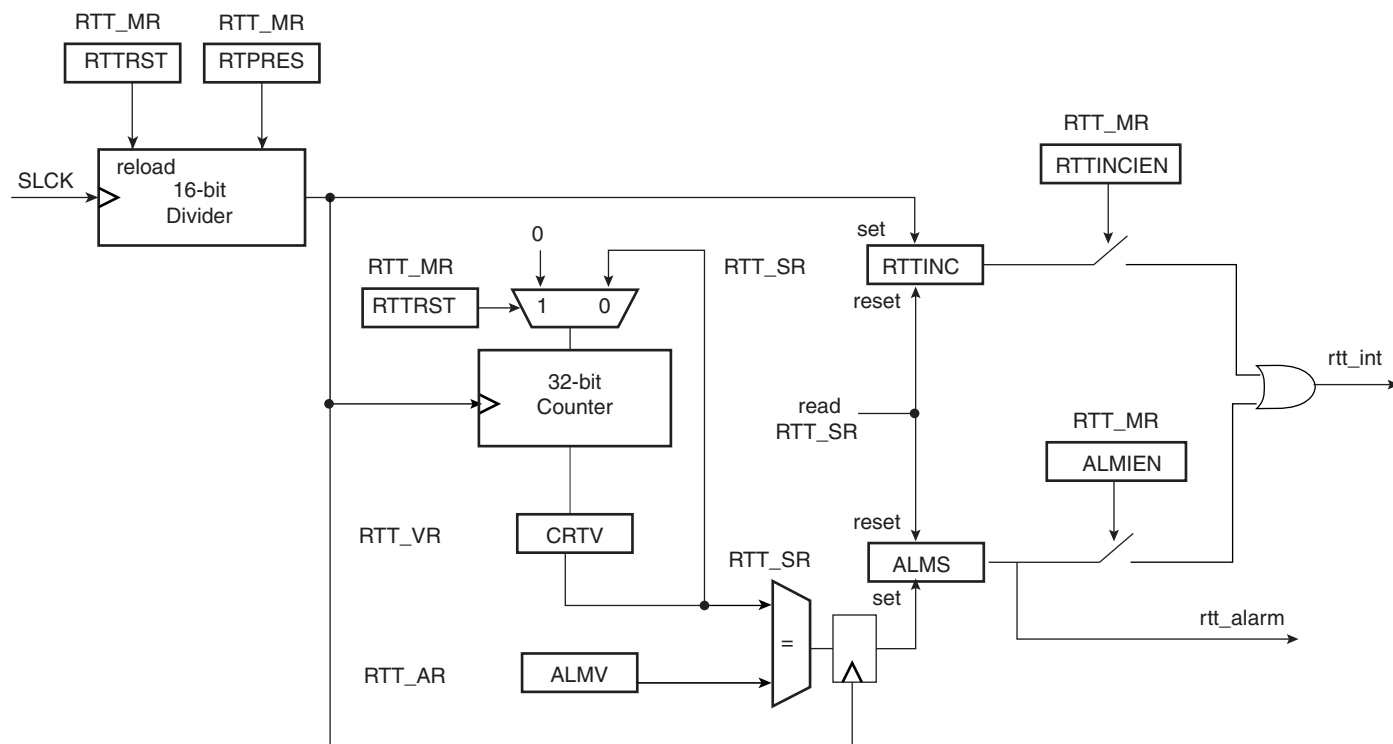 RTT_MR
RTTRST
RTT_MR
RTPRES
reload
16-bit
Divider
SLCK
RTT_MR
RTTINCIEN
0
set
RTTINC
reset
RTT_SR
RTT_MR
RTTRST
1 0
32-bit
Counter
read
RTT_SR
rtt_int
RTT_MR
ALMIEN
reset
ALMS
set
RTT_VR
CRTV
RTT_SR
=
rtt_alarm
RTT_AR
ALMV